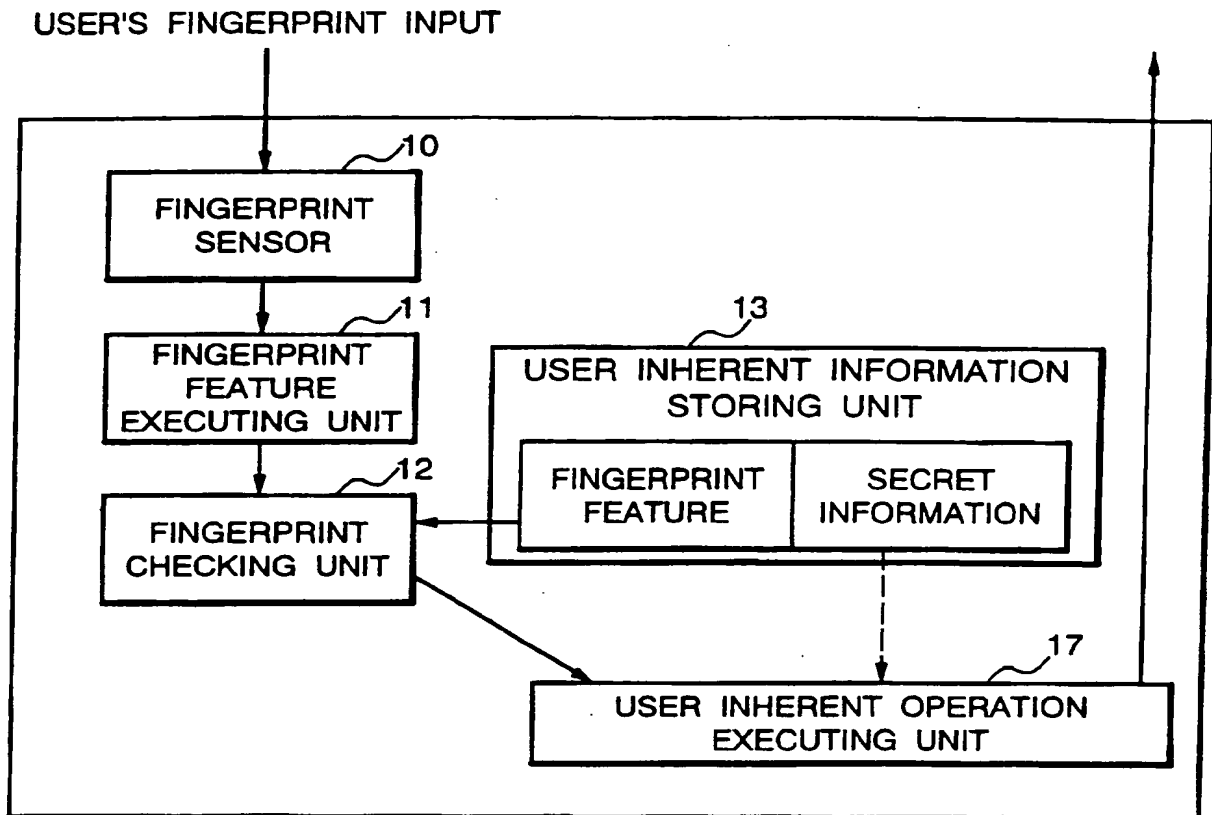 USER'S FINGERPRINT INPUT
10
FINGERPRINT
SENSOR
11
FINGERPRINT
FEATURE
EXECUTING UNIT
12
FINGERPRINT
CHECKING UNIT
13
USER INHERENT INFORMATION
STORING UNIT
FINGERPRINT
FEATURE
SECRET
INFORMATION
17
USER INHERENT OPERATION
EXECUTING UNIT